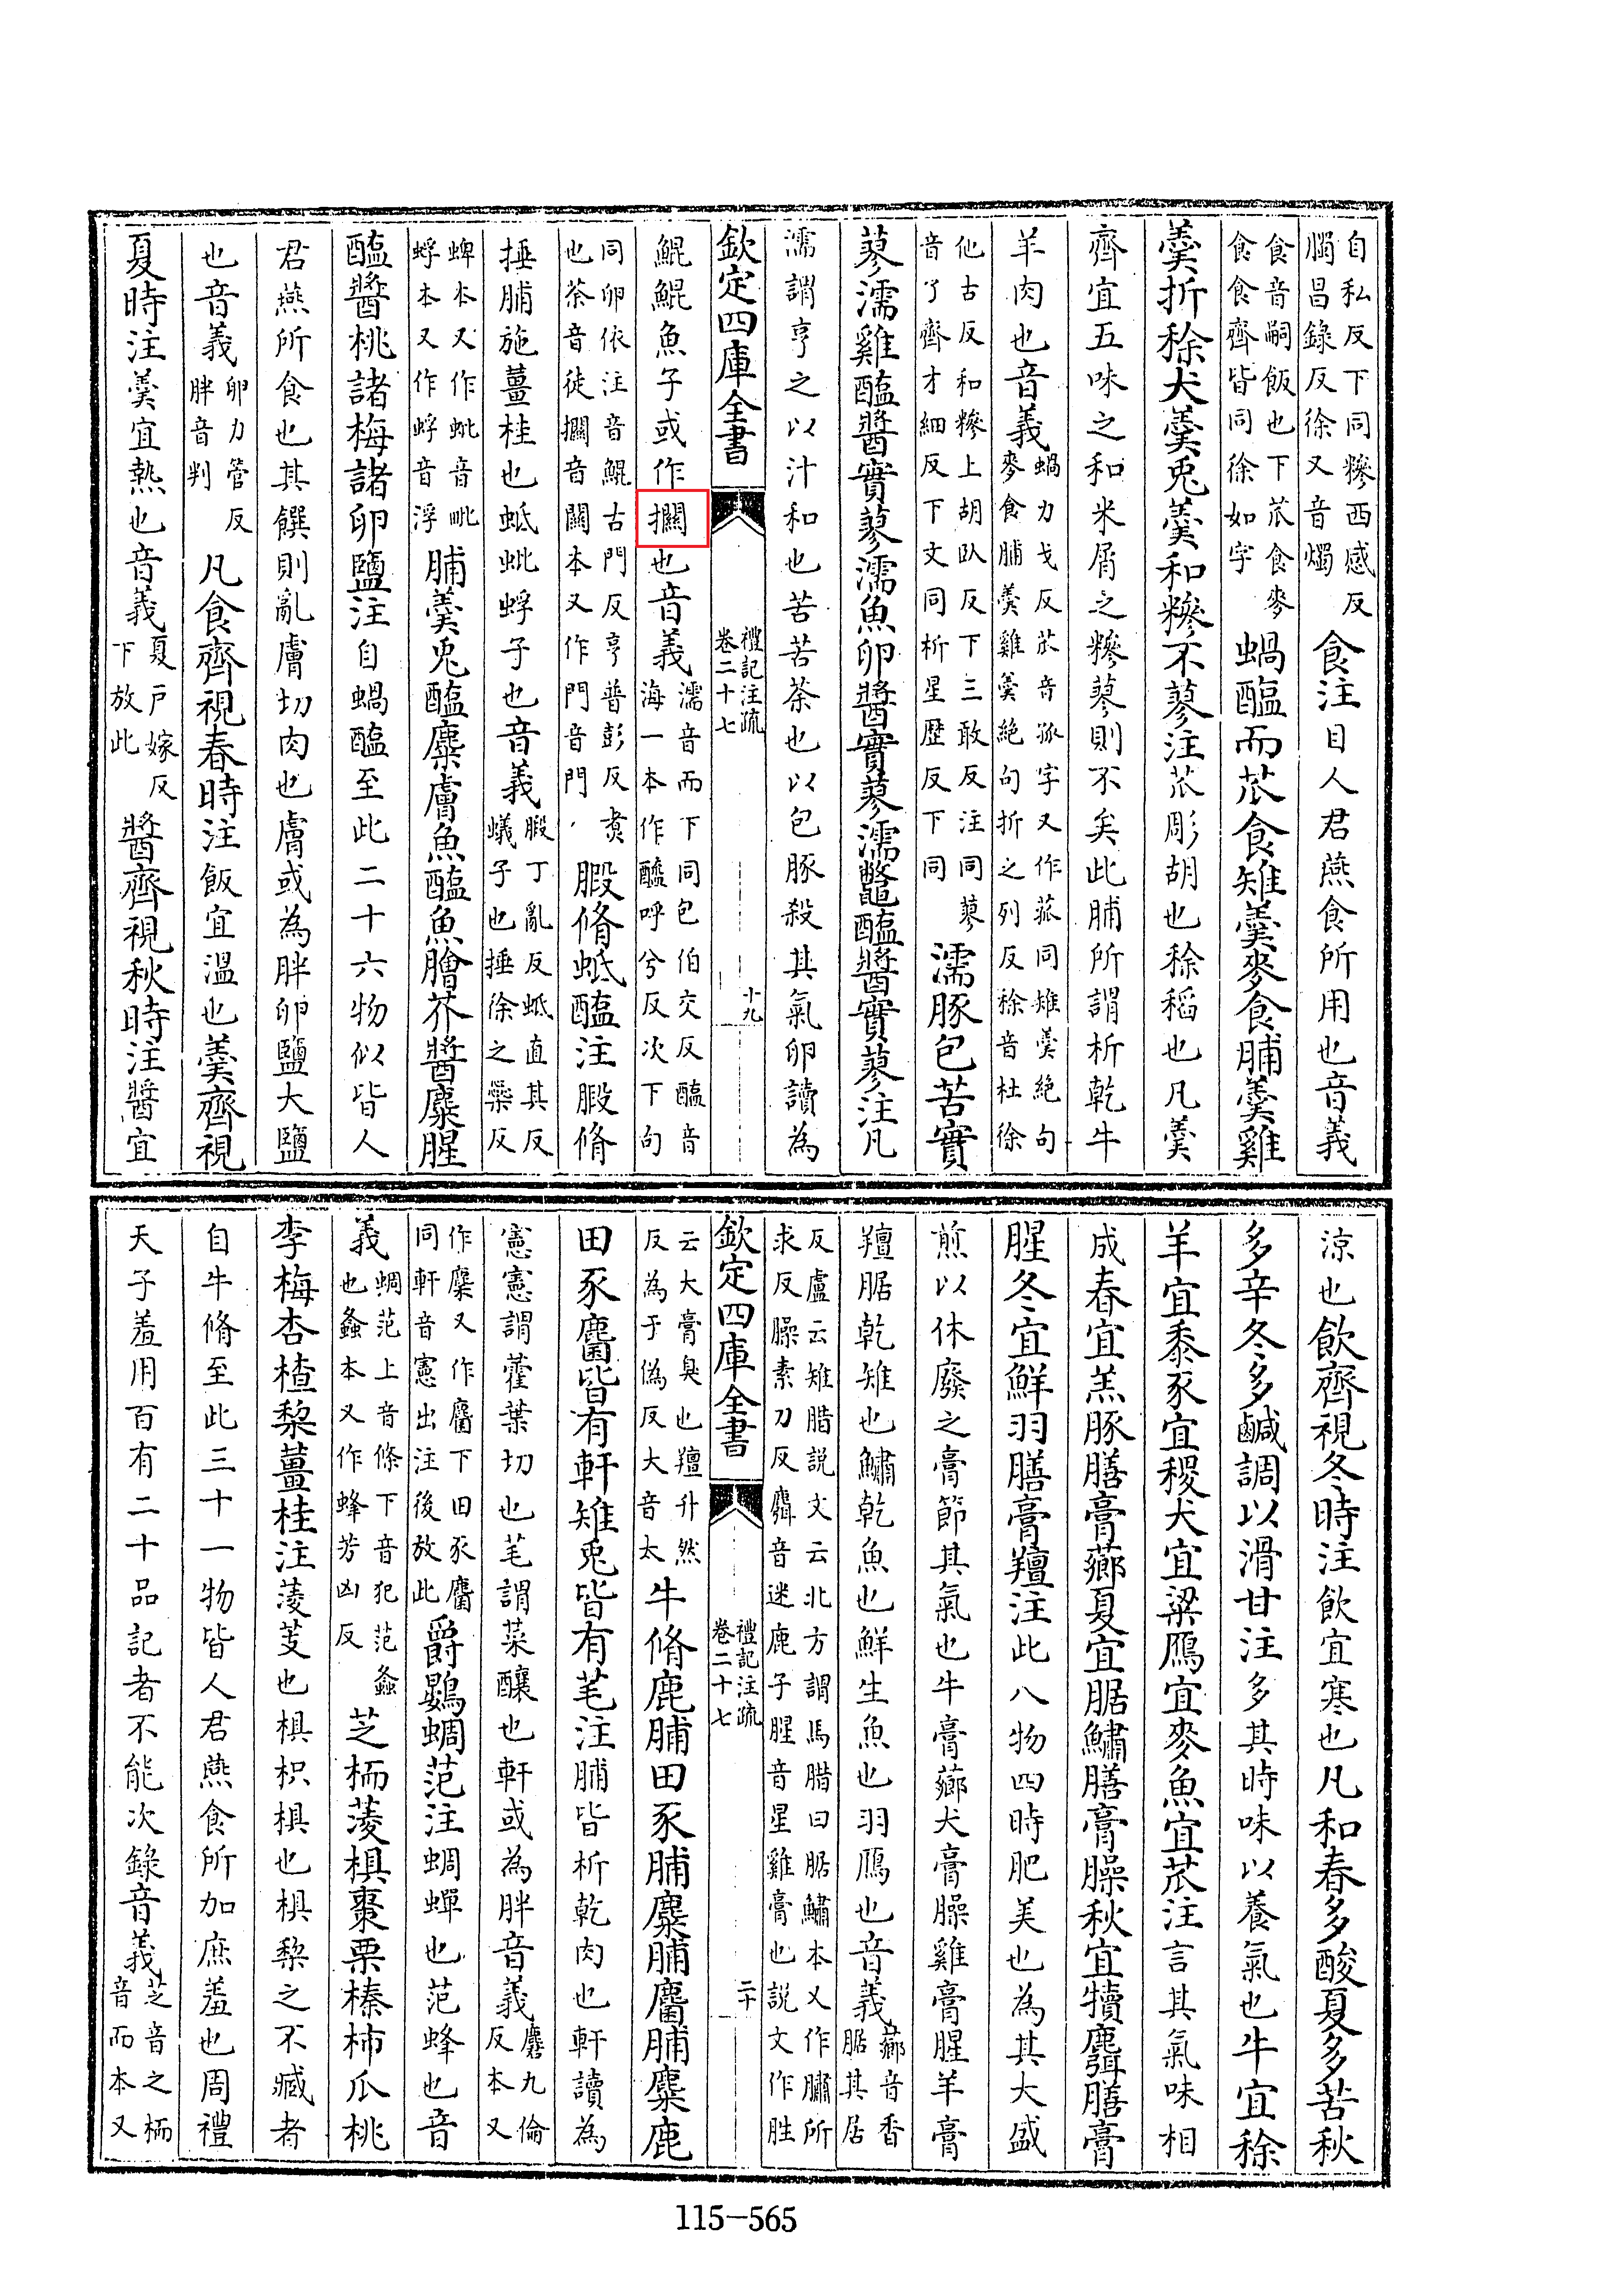 自私反下同糝西感反臅昌錄反徐又音燭食注目人君燕食所用也音義
食音嗣飯也下苽食麥食食齊皆同徐如字蝸醢而苽食雉羮麥食脯羮雞
羮折稌犬羮兎羮和糝不蓼注苽彫胡也稌稻也凡羮
齊宜五味之和米屑之糝蓼則不矣此脯所謂析乾牛
羊肉也音義蝸力戈反苽音孤字又作菰同雉羮絶句麥食脯羮雞羮絶句折之列反稌音杜徐
他古反和糝上胡臥反下三敢反注同蓼音了齊才細反下文同析星歷反下同濡豚包苦實
蓼濡雞醢醬實蓼濡魚卵醬實蓼濡鼈醢醬實蓼注凡
濡謂亨之以汁和也苦苦荼也以包豚殺其氣卵讀為
欽定四庫全書 禮記注疏 卷二十七 十九
鯤鯤魚子或作也音義濡音而下同包伯交反醢音海一本作醯呼兮反次下句
同卵依注音鯤古門反亨普彭反煑也荼音徒音關本又作門音門腶脩蚳醢注腶脩
捶脯施薑桂也蚳蚍蜉子也音義腶丁亂反蚳直其反蟻子也捶徐之橤反
蜱本又作蚍音毗蜉本又作蜉音浮脯羮兎醢麋膚魚醢魚膾芥醬麋腥
醢醬桃諸梅諸卵鹽注自蝸醢至此二十六物似皆人
君燕所食也其饌則亂膚切肉也膚或為胖卵鹽大鹽
也音義卵力管反胖音判凡食齊視春時注飯宜溫也羮齊視
夏時注羮宜熱也音義夏戸嫁反下放此醬齊視秋時注醬宜
涼也飲齊視冬時注飲宜寒也凡和春多酸夏多苦秋
多辛冬多鹹調以滑甘注多其時味以養氣也牛宜稌
羊宜黍豕宜稷犬宜粱鴈宜麥魚宜苽注言其氣味相
成春宜羔豚膳膏薌夏宜腒鱐膳膏臊秋宜犢麛膳膏
腥冬宜鮮羽膳膏羶注此八物四時肥美也為其大盛
煎以休廢之膏節其氣也牛膏薌犬膏臊雞膏腥羊膏
羶腒乾雉也鱐乾魚也鮮生魚也羽鴈也音義薌音香腒其居
反盧云雉腊説文云北方謂鳥腊曰腒鱐本又作驌所求反臊素刀反麛音迷鹿子腥音星雞膏也説文作胜
欽定四庫全書 禮記注疏 卷二十七 二十
云大膏臭也羶升然反為于偽反大音太牛脩鹿脯田豕脯麋脯麕脯麋鹿
田豕麕皆有軒雉兎皆有芼注脯皆析乾肉也軒讀為
憲憲謂藿葉切也芼謂菜釀也軒或為胖音義麕九倫反本又
作麇又作麏下田豕麕同軒音憲出注後放此爵鷃蜩范注蜩蟬也范蜂也音
義蜩范上音條下音犯范蠭也蠭本又作蜂芳凶反芝栭蔆椇棗栗榛柿瓜桃
李梅杏楂棃薑桂注蔆芰也椇枳椇也椇棃之不臧者
自牛脩至此三十一物皆人君燕食所加庶羞也周禮
天子羞用百有二十品記者不能次錄音義芝音之栭音而本又
115-565